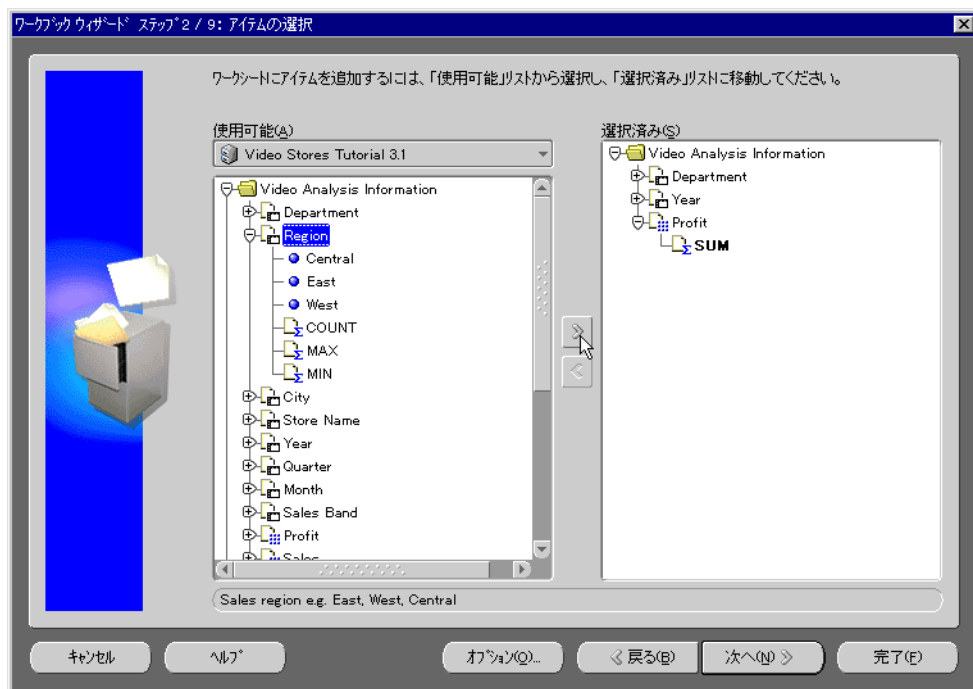 ワークブック ウィザード ステップ2 / 9: アイテムの選択
ワークシートにアイテムを追加するには、「使用可能」リストから選択し、「選択済み」リストに移動してください。
使用可能(A)
Video Stores Tutorial 3.1
Video Analysis Information
Department
Region
Central
East
West
COUNT
MAX
MIN
City
Store Name
Year
Quarter
Month
Sales Band
Profit
Sales
選択済み(S)
Video Analysis Information
Department
Year
Profit
SUM
Sales region e.g. East, West, Central
キャンセル
ヘルプ
オプション(O)...
戻る(B)
次へ(N)
完了(F)